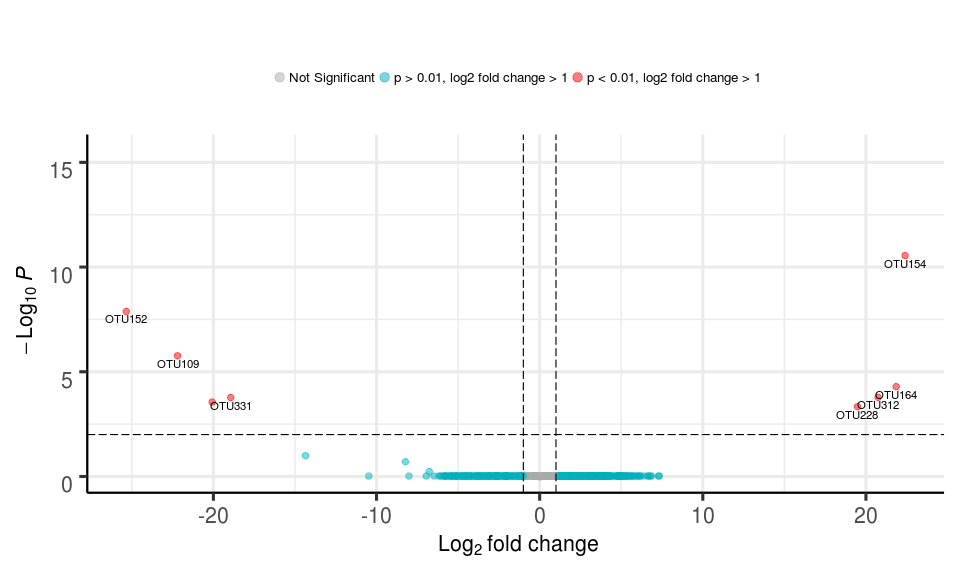 Not Significant p > 0.01, log2 fold change > 1 p < 0.01, log2 fold change > 1
15
10
5
0
− Log10 P
OTU154
OTU152
OTU109
OTU164
OTU331
OTU312
OTU228
-20 -10 0 10 20
Log2 fold change